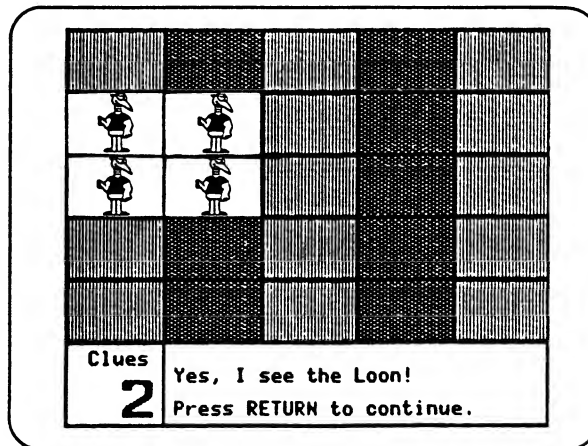 Clues
2
Yes, I see the Loon!
Press RETURN to continue.